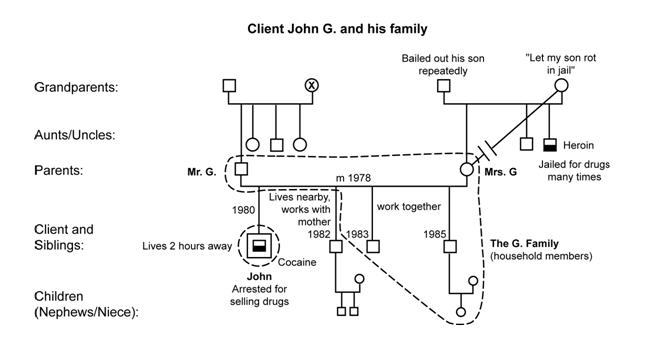 Client John G. and his family
Bailed out his son
repeatedly
"Let my son rot
in jail"
Grandparents:
X
Aunts/Uncles:
Heroin
Jailed for drugs
many times
Parents:
Mr. G.
m 1978
Mrs. G
Lives nearby,
works with
mother
work together
1980
1982
1983
1985
Client and
Siblings:
Lives 2 hours away
Cocaine
The G. Family
(household members)
John
Arrested for
selling drugs
Children
(Nephews/Niece):